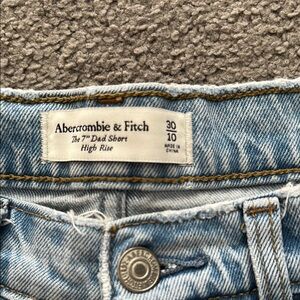 Abercrombie & Fitch
The 7" Dad Short
High Rise
30
10
MADE IN
CHINA